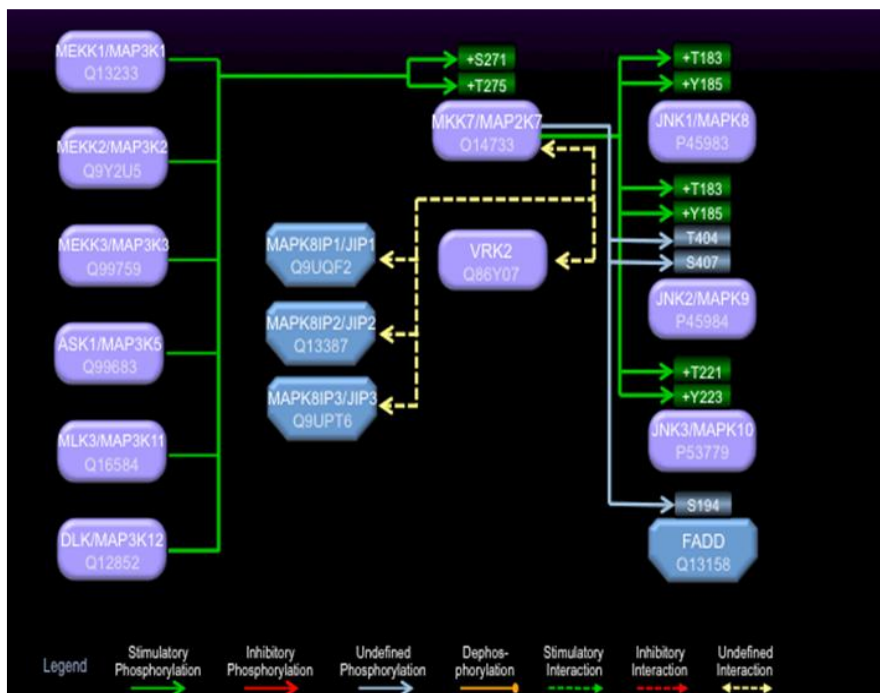 MEKK1/MAP3K1
Q13233
MEKK2/MAP3K2
Q9Y2U5
MEKK3/MAP3K3
Q99759
ASK1/MAP3K5
Q99683
MLK3/MAP3K11
Q16584
DLK/MAP3K12
Q12852
+S271
+T275
MKK7/MAP2K7
O14733
MAPK8IP1/JIP1
Q9UQF2
MAPK8IP2/JIP2
Q13387
MAPK8IP3/JIP3
Q9UPT6
VRK2
Q86Y07
+T183
+Y185
JNK1/MAPK8
P45983
+T183
+Y185
T404
S407
JNK2/MAPK9
P45984
+T221
+Y223
JNK3/MAPK10
P53779
S194
FADD
Q13158
Legend
Stimulatory
Phosphorylation
Inhibitory
Phosphorylation
Undefined
Phosphorylation
Dephos-
phorylation
Stimulatory
Interaction
Inhibitory
Interaction
Undefined
Interaction